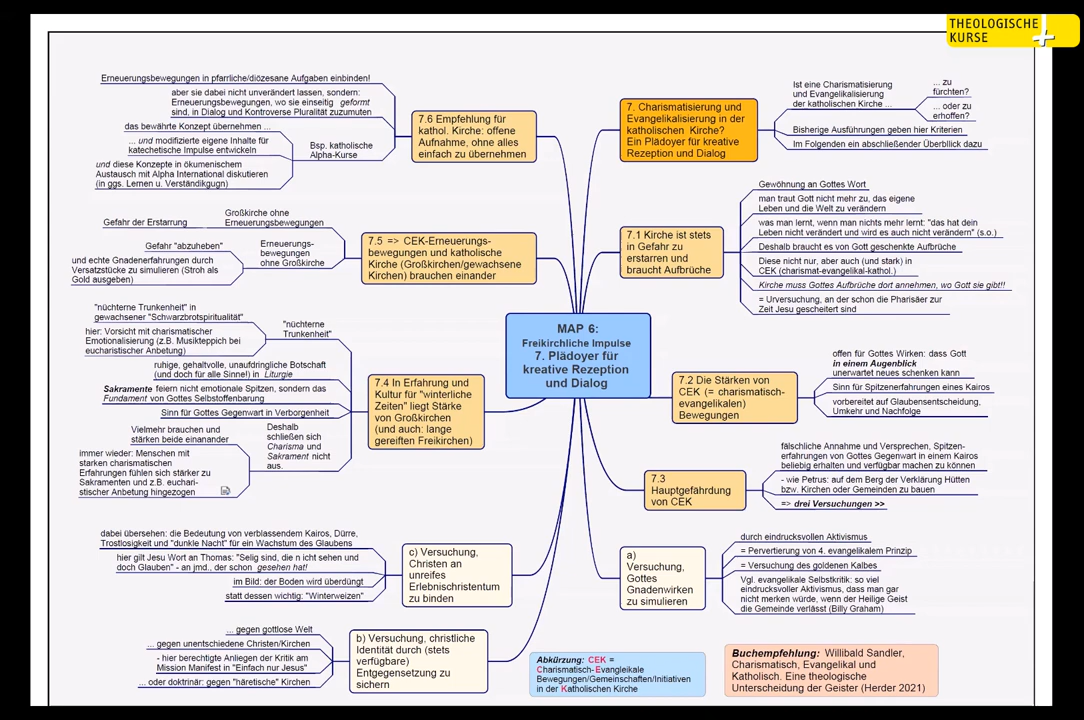 THEOLOGISCHE
KURSE
MAP 6:
Freikirchliche Impulse
7. Plädoyer für
kreative Rezeption
und Dialog
7. Charismatisierung und
Evangelikalisierung in der
katholischen Kirche?
Ein Plädoyer für kreative
Rezeption und Dialog
Ist eine Charismatisierung
und Evangelikalisierung
der katholischen Kirche ...
... zu
fürchten?
... oder zu
erhoffen?
Bisherige Ausführungen geben hier Kriterien
Im Folgenden ein abschließender Überbllick dazu
7.1 Kirche ist stets
in Gefahr zu
erstarren und
braucht Aufbrüche
Gewöhnung an Gottes Wort
man traut Gott nicht mehr zu, das eigene
Leben und die Welt zu verändern
was man lernt, wenn man nichts mehr lernt: "das hat dein
Leben nicht verändert und wird es auch nicht verändern" (s.o.)
Deshalb braucht es von Gott geschenkte Aufbrüche
Diese nicht nur, aber auch (und stark) in
CEK (charismat-evangelikal-kathol.)
Kirche muss Gottes Aufbrüche dort annehmen, wo Gott sie gibt!!
= Urversuchung, an der schon die Pharisäer zur
Zeit Jesu gescheitert sind
7.2 Die Stärken von
CEK (= charismatisch-
evangelikalen)
Bewegungen
offen für Gottes Wirken: dass Gott
in einem Augenblick
unerwartet neues schenken kann
Sinn für Spitzenerfahrungen eines Kairos
vorbereitet auf Glaubensentscheidung,
Umkehr und Nachfolge
7.3
Hauptgefährdung
von CEK
fälschliche Annahme und Versprechen, Spitzen-
erfahrungen von Gottes Gegenwart in einem Kairos
beliebig erhalten und verfügbar machen zu können
- wie Petrus: auf dem Berg der Verklärung Hütten
bzw. Kirchen oder Gemeinden zu bauen
=> drei Versuchungen >>
a)
Versuchung,
Gottes
Gnadenwirken
zu simulieren
durch eindrucksvollen Aktivismus
= Pervertierung von 4. evangelikalem Prinzip
= Versuchung des goldenen Kalbes
Vgl. evangelikale Selbstkritik: so viel
eindrucksvoller Aktivismus, dass man gar
nicht merken würde, wenn der Heilige Geist
die Gemeinde verlässt (Billy Graham)
b) Versuchung, christliche
Identität durch (stets
verfügbare)
Entgegensetzung zu
sichern
... gegen gottlose Welt
... gegen unentschiedene Christen/Kirchen
- hier berechtigte Anliegen der Kritik am
Mission Manifest in "Einfach nur Jesus"
... oder doktrinär: gegen "häretische" Kirchen
c) Versuchung,
Christen an
unreifes
Erlebnischristentum
zu binden
dabei übersehen: die Bedeutung von verblassendem Kairos, Dürre,
Trostlosigkeit und "dunkle Nacht" für ein Wachstum des Glaubens
hier gilt Jesu Wort an Thomas: "Selig sind, die n icht sehen und
doch Glauben" - an jmd., der schon gesehen hat!
im Bild: der Boden wird überdüngt
statt dessen wichtig: "Winterweizen"
7.4 In Erfahrung und
Kultur für "winterliche
Zeiten" liegt Stärke
von Großkirchen
(und auch: lange
gereiften Freikirchen)
"nüchterne
Trunkenheit"
"nüchterne Trunkenheit" in
gewachsener "Schwarzbrotspiritualität"
hier: Vorsicht mit charismatischer
Emotionalisierung (z.B. Musikteppich bei
eucharistischer Anbetung)
ruhige, gehaltvolle, unaufdringliche Botschaft
(und doch für alle Sinne!) in Liturgie
Sakramente feiern nicht emotionale Spitzen, sondern das
Fundament von Gottes Selbstoffenbarung
Sinn für Gottes Gegenwart in Verborgenheit
Deshalb
schließen sich
Charisma und
Sakrament nicht
aus.
Vielmehr brauchen und
stärken beide einanander
immer wieder: Menschen mit
starken charismatischen
Erfahrungen fühlen sich stärker zu
Sakramenten und z.B. euchari-
stischer Anbetung hingezogen
7.5 => CEK-Erneuerungs-
bewegungen und katholische
Kirche (Großkirchen/gewachsene
Kirchen) brauchen einander
Großkirche ohne
Erneuerungsbewegungen
Gefahr der Erstarrung
Erneuerungs-
bewegungen
ohne Großkirche
Gefahr "abzuheben"
und echte Gnadenerfahrungen durch
Versatzstücke zu simulieren (Stroh als
Gold ausgeben)
7.6 Empfehlung für
kathol. Kirche: offene
Aufnahme, ohne alles
einfach zu übernehmen
Erneuerungsbewegungen in pfarrliche/diözesane Aufgaben einbinden!
aber sie dabei nicht unverändert lassen, sondern:
Erneuerungsbewegungen, wo sie einseitig geformt
sind, in Dialog und Kontroverse Pluralität zuzumuten
Bsp. katholische
Alpha-Kurse
das bewährte Konzept übernehmen ...
... und modifizierte eigene Inhalte für
katechetische Impulse entwickeln
und diese Konzepte in ökumenischem
Austausch mit Alpha International diskutieren
(in ggs. Lernen u. Verständikgugn)
Abkürzung: CEK =
Charismatisch-Evangleikale
Bewegungen/Gemeinschaften/Initiativen
in der Katholischen Kirche
Buchempfehlung: Willibald Sandler,
Charismatisch, Evangelikal und
Katholisch. Eine theologische
Unterscheidung der Geister (Herder 2021)